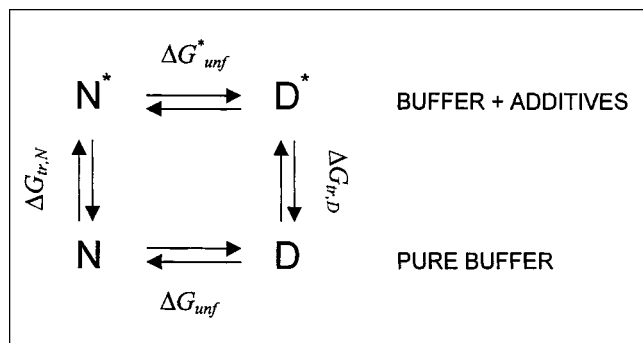 ΔG*unf
N* D* BUFFER + ADDITIVES
ΔGtr,N ΔGtr,D
N D PURE BUFFER
ΔGunf